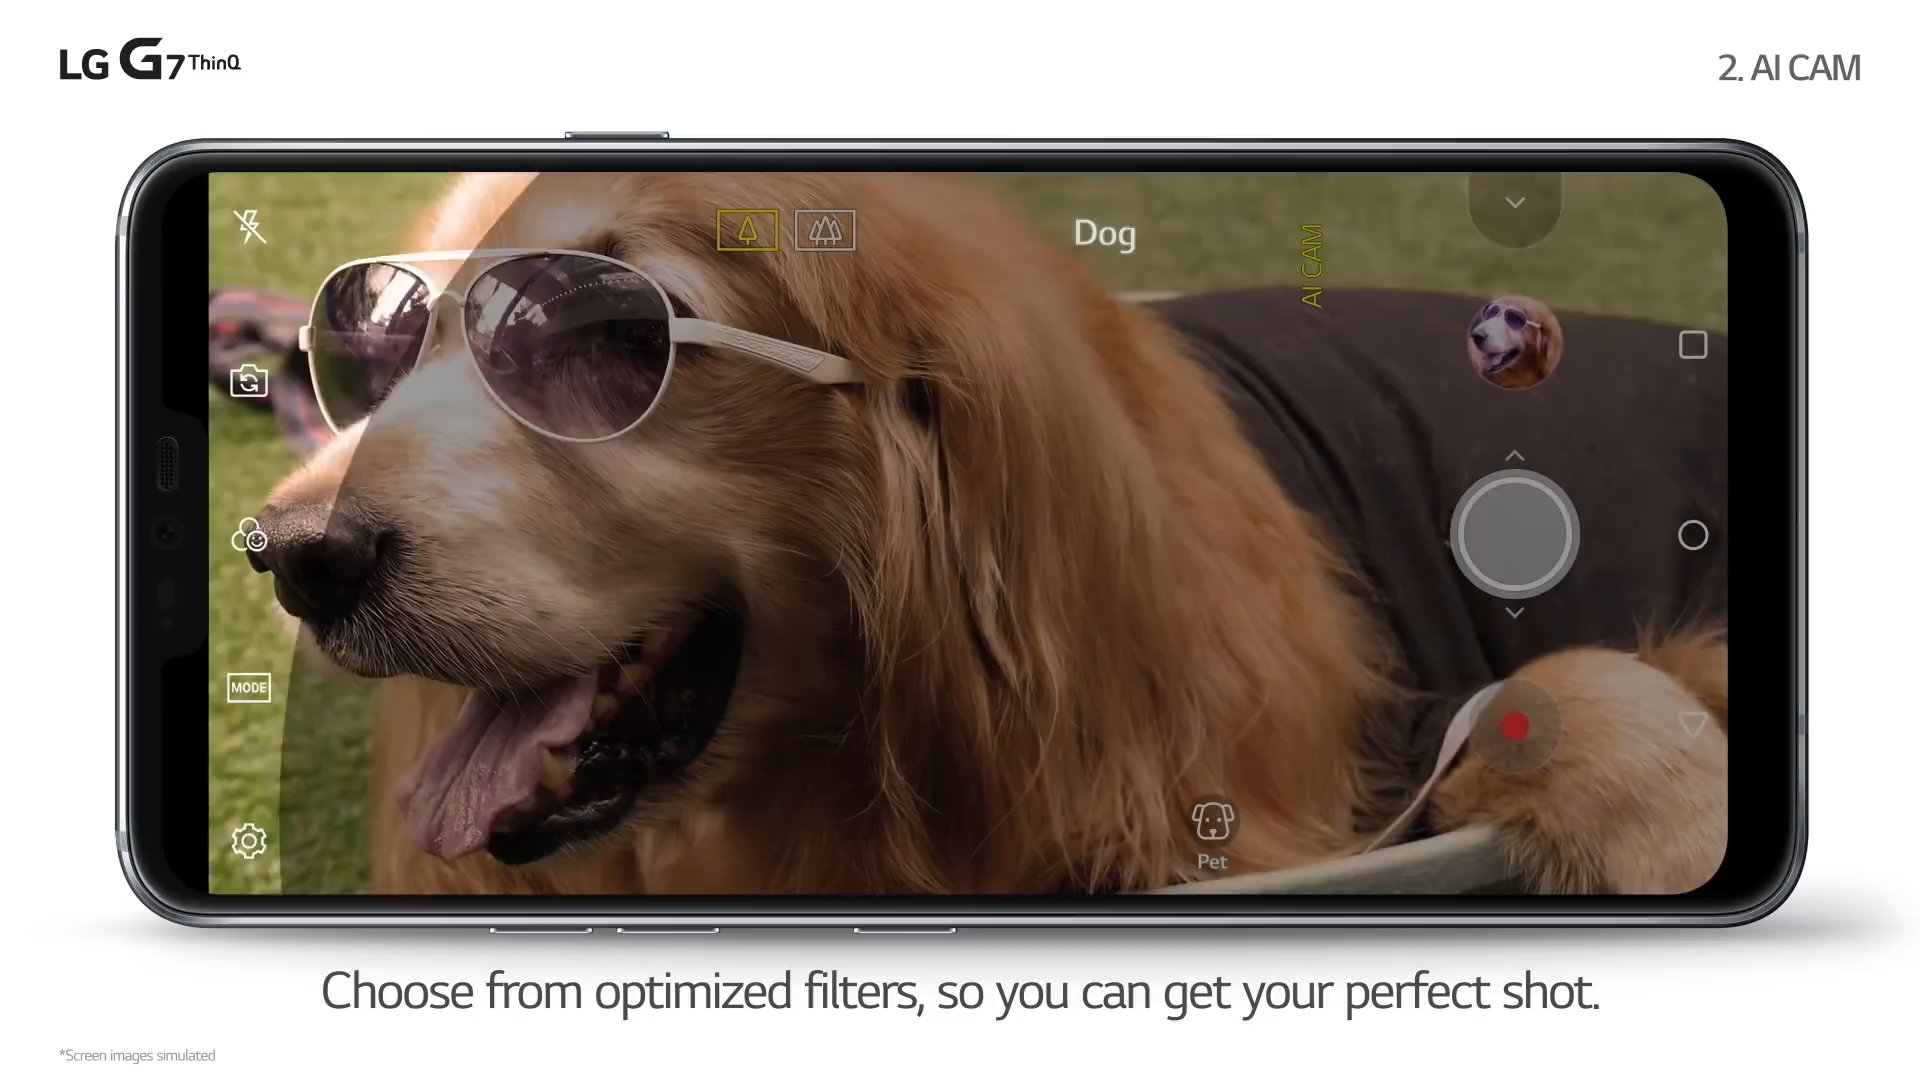 LG G7 ThinQ
2. AI CAM
Dog
AI CAM
MODE
Pet
Choose from optimized filters, so you can get your perfect shot.
*Screen images simulated